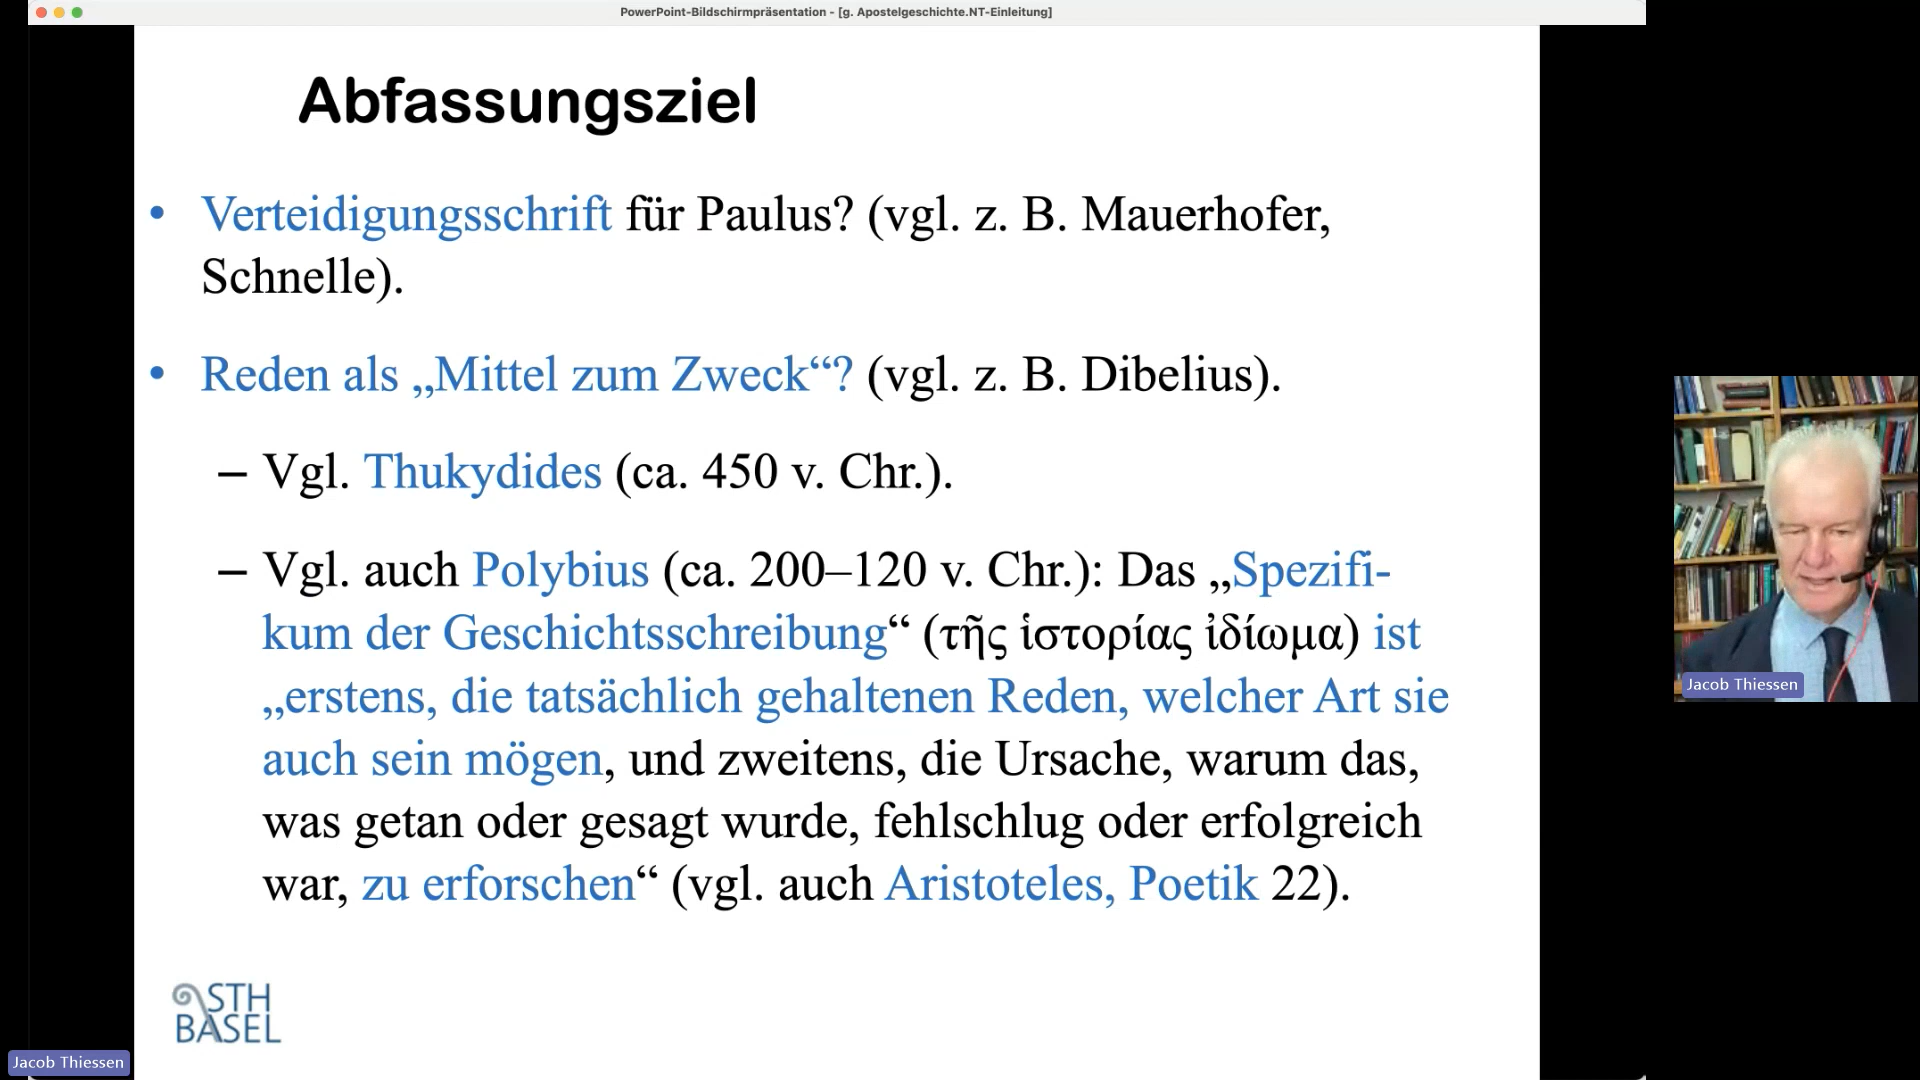 PowerPoint-Bildschirmpräsentation - [g. Apostelgeschichte.NT-Einleitung]
Abfassungsziel
• Verteidigungsschrift für Paulus? (vgl. z. B. Mauerhofer,
Schnelle).
• Reden als „Mittel zum Zweck“? (vgl. z. B. Dibelius).
– Vgl. Thukydides (ca. 450 v. Chr.).
– Vgl. auch Polybius (ca. 200–120 v. Chr.): Das „Spezifi-
kum der Geschichtsschreibung“ (τῆς ἱστορίας ἰδίωμα) ist
„erstens, die tatsächlich gehaltenen Reden, welcher Art sie
auch sein mögen, und zweitens, die Ursache, warum das,
was getan oder gesagt wurde, fehlschlug oder erfolgreich
war, zu erforschen“ (vgl. auch Aristoteles, Poetik 22).
STH
BASEL
Jacob Thiessen
Jacob Thiessen